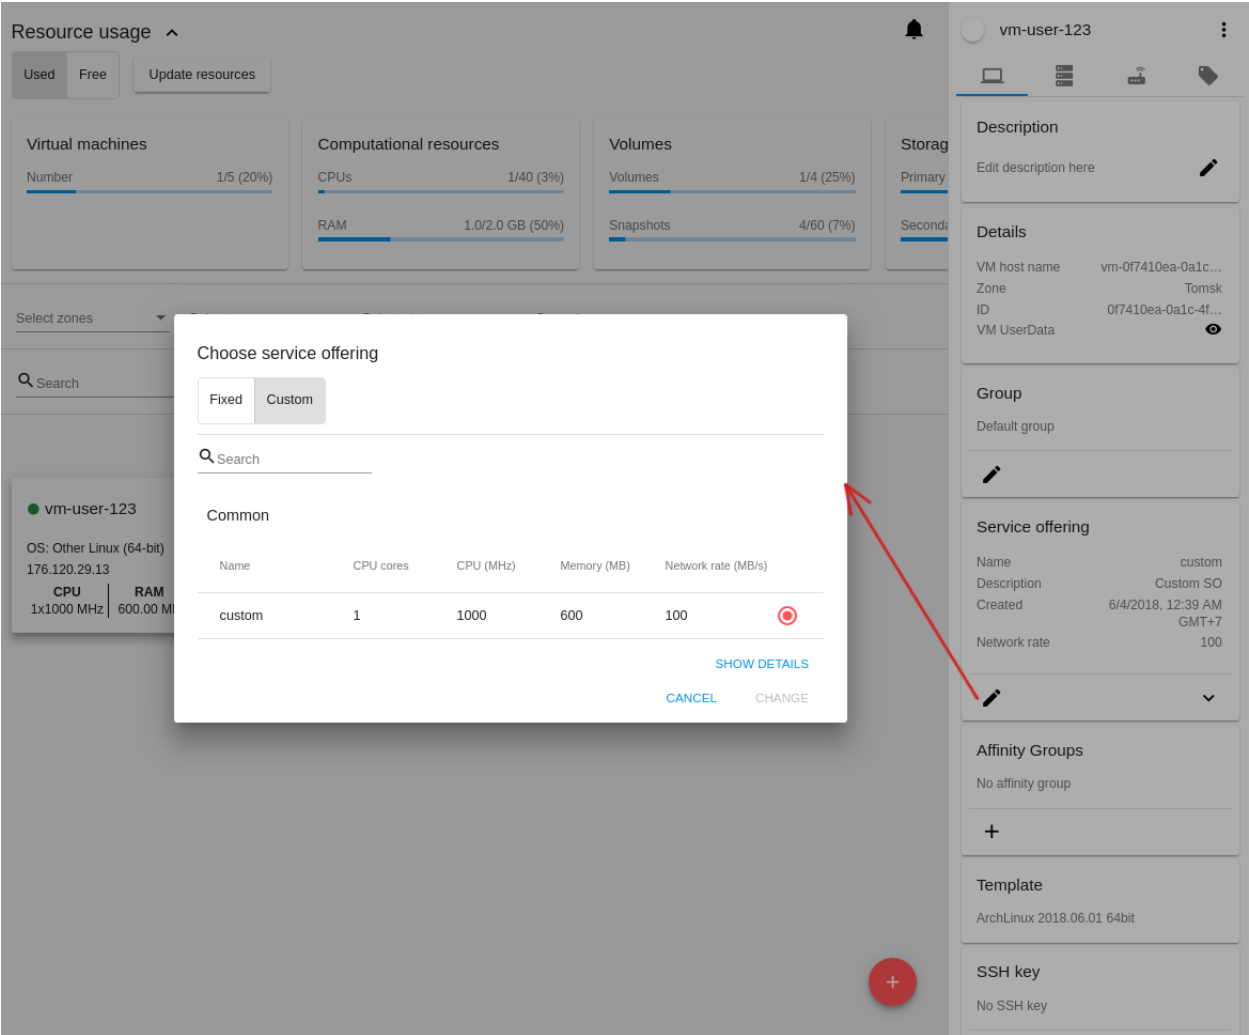 Resource usage
Used Free Update resources
Virtual machines
Number 1/5 (20%)
Computational resources
CPUs 1/40 (3%)
RAM 1.0/2.0 GB (50%)
Volumes
Volumes 1/4 (25%)
Snapshots 4/60 (7%)
Storag
Primary
Seconda
Select zones
Search
vm-user-123
OS: Other Linux (64-bit)
176.120.29.13
CPU RAM
1x1000 MHz 600.00 M
Choose service offering
Fixed Custom
Search
Common
Name CPU cores CPU (MHz) Memory (MB) Network rate (MB/s)
custom 1 1000 600 100
SHOW DETAILS
CANCEL CHANGE
vm-user-123
Description
Edit description here
Details
VM host name vm-0f7410ea-0a1c...
Zone Tomsk
ID 0f7410ea-0a1c-4f...
VM UserData
Group
Default group
Service offering
Name custom
Description Custom SO
Created 6/4/2018, 12:39 AM
GMT+7
Network rate 100
Affinity Groups
No affinity group
Template
ArchLinux 2018.06.01 64bit
SSH key
No SSH key